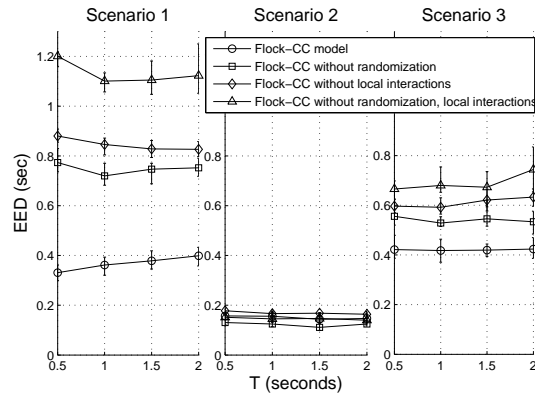 Scenario 1
Scenario 2
Scenario 3
Flock-CC model
Flock-CC without randomization
Flock-CC without local interactions
Flock-CC without randomization, local interactions
EED (sec)
1.2
1
0.8
0.6
0.4
0.2
0
0.8
0.6
0.4
0.2
0
0.8
0.6
0.4
0.2
0
0.5 1 1.5 2
0.5 1 1.5 2
0.5 1 1.5 2
T (seconds)